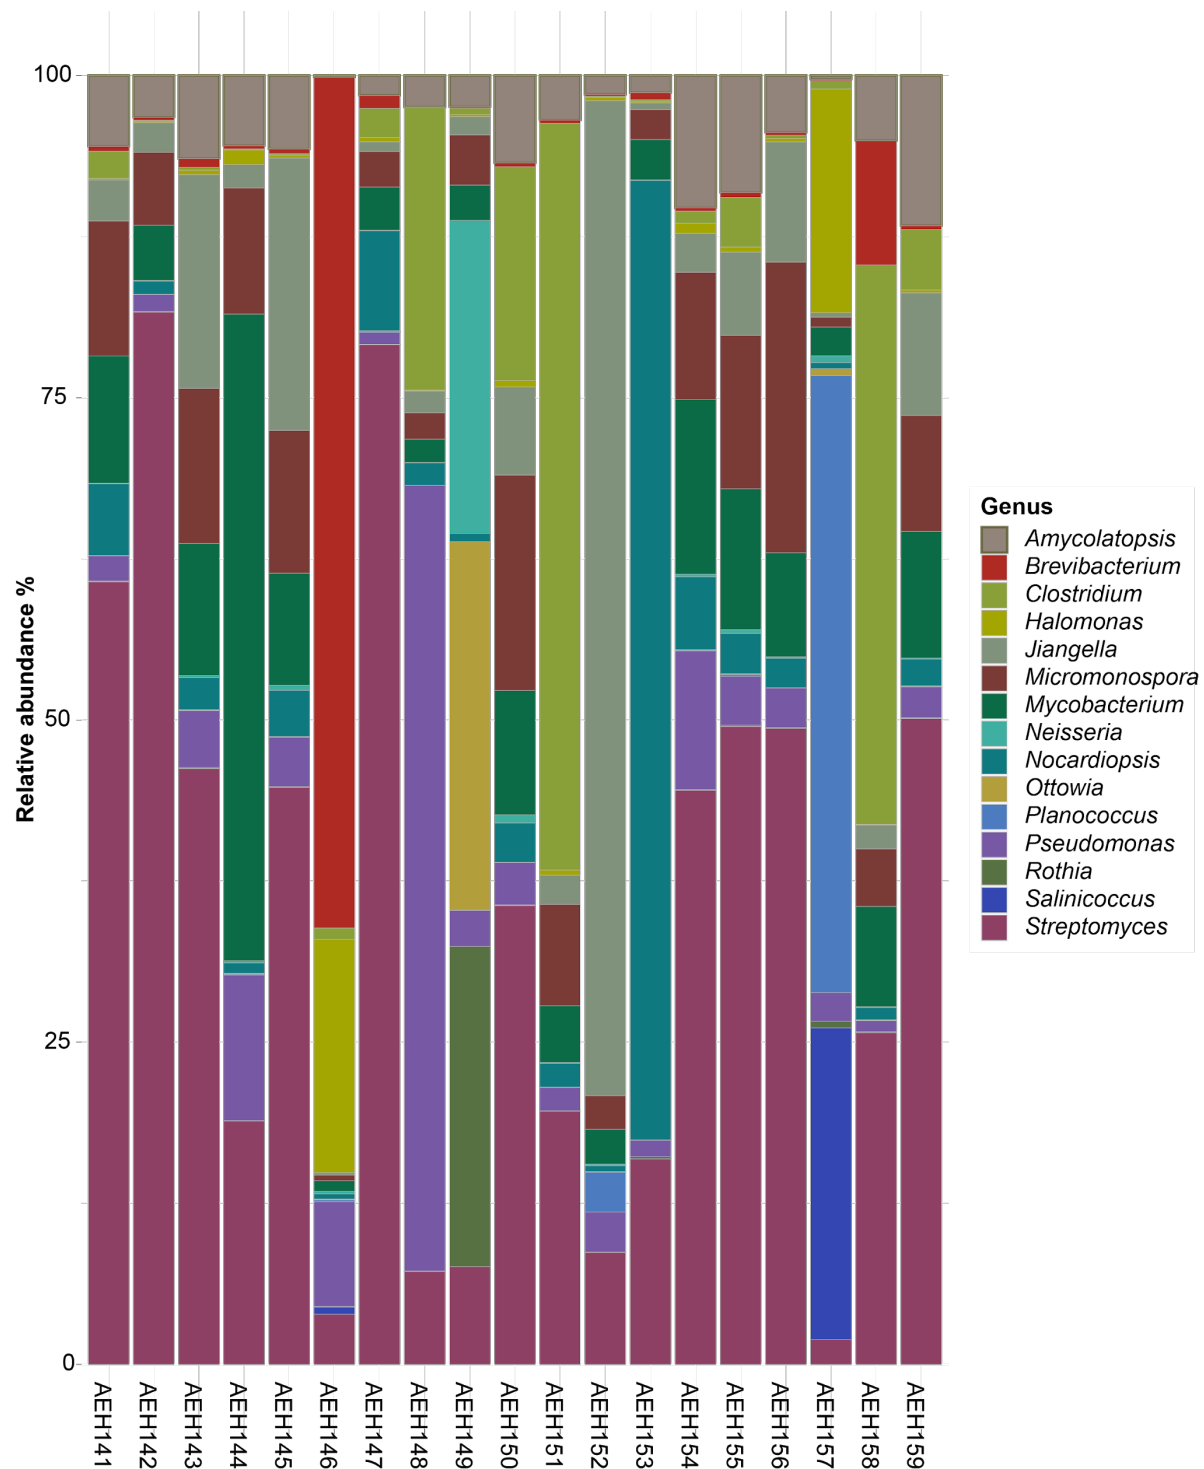 Relative abundance %
100
75
50
25
0
AEH141
AEH142
AEH143
AEH144
AEH145
AEH146
AEH147
AEH148
AEH149
AEH150
AEH151
AEH152
AEH153
AEH154
AEH155
AEH156
AEH157
AEH158
AEH159
Genus
Amycolatopsis
Brevibacterium
Clostridium
Halomonas
Jiangella
Micromonospora
Mycobacterium
Neisseria
Nocardiopsis
Ottowia
Planococcus
Pseudomonas
Rothia
Salinicoccus
Streptomyces